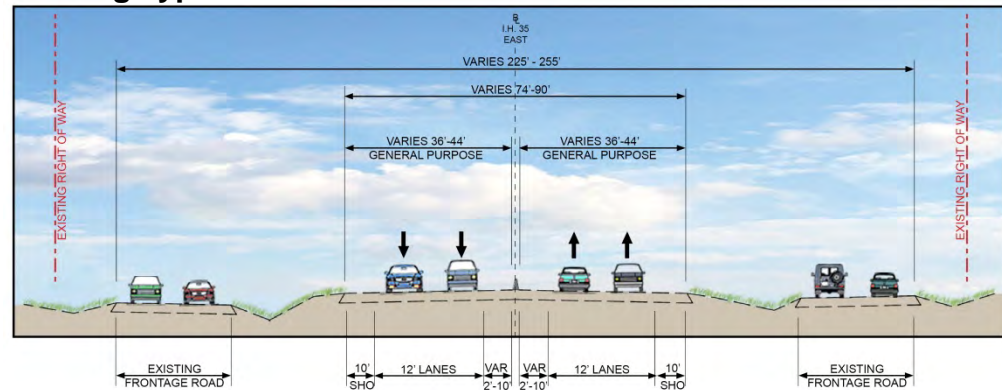 B
L
I.H. 35
EAST
VARIES 225' - 255'
VARIES 74'-90'
VARIES 36'-44'
GENERAL PURPOSE
VARIES 36'-44'
GENERAL PURPOSE
EXISTING RIGHT OF WAY
EXISTING RIGHT OF WAY
EXISTING
FRONTAGE ROAD
10'
SHO
12' LANES
VAR
2'-10'
VAR
2'-10'
12' LANES
10'
SHO
EXISTING
FRONTAGE ROAD